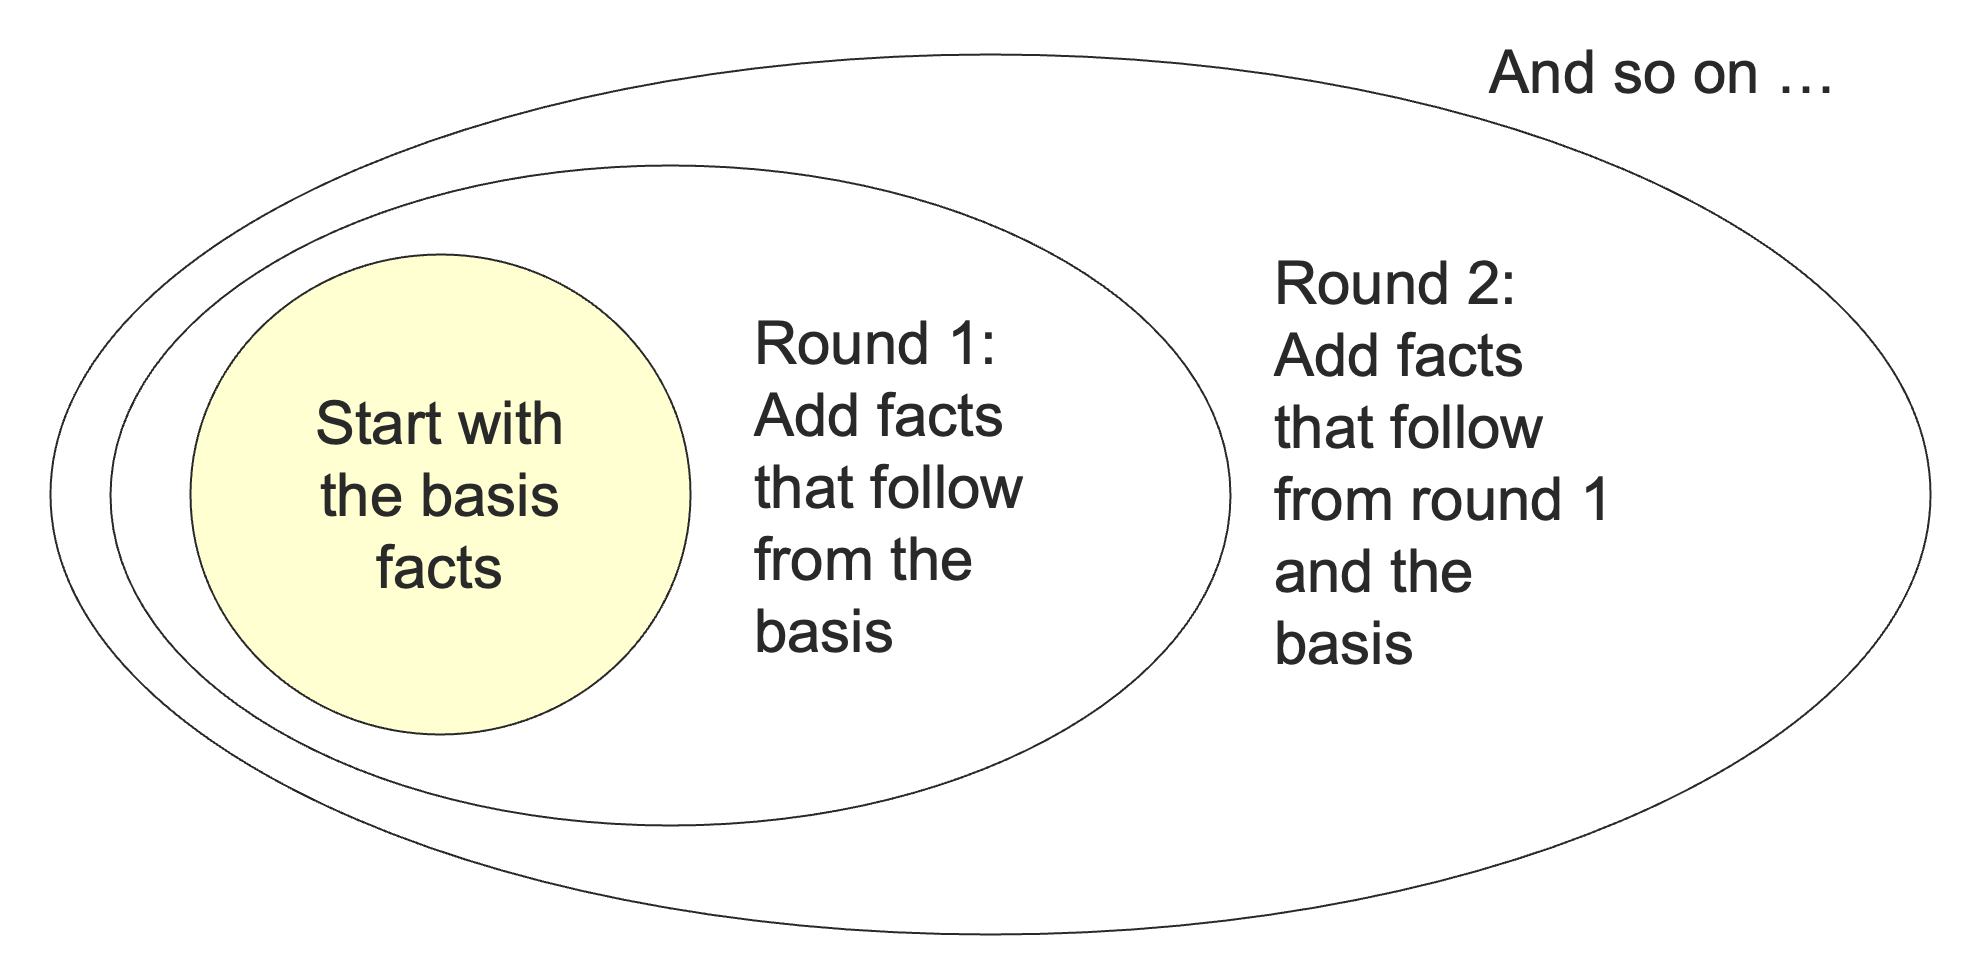 And so on …
Start with
the basis
facts
Round 1:
Add facts
that follow
from the
basis
Round 2:
Add facts
that follow
from round 1
and the
basis